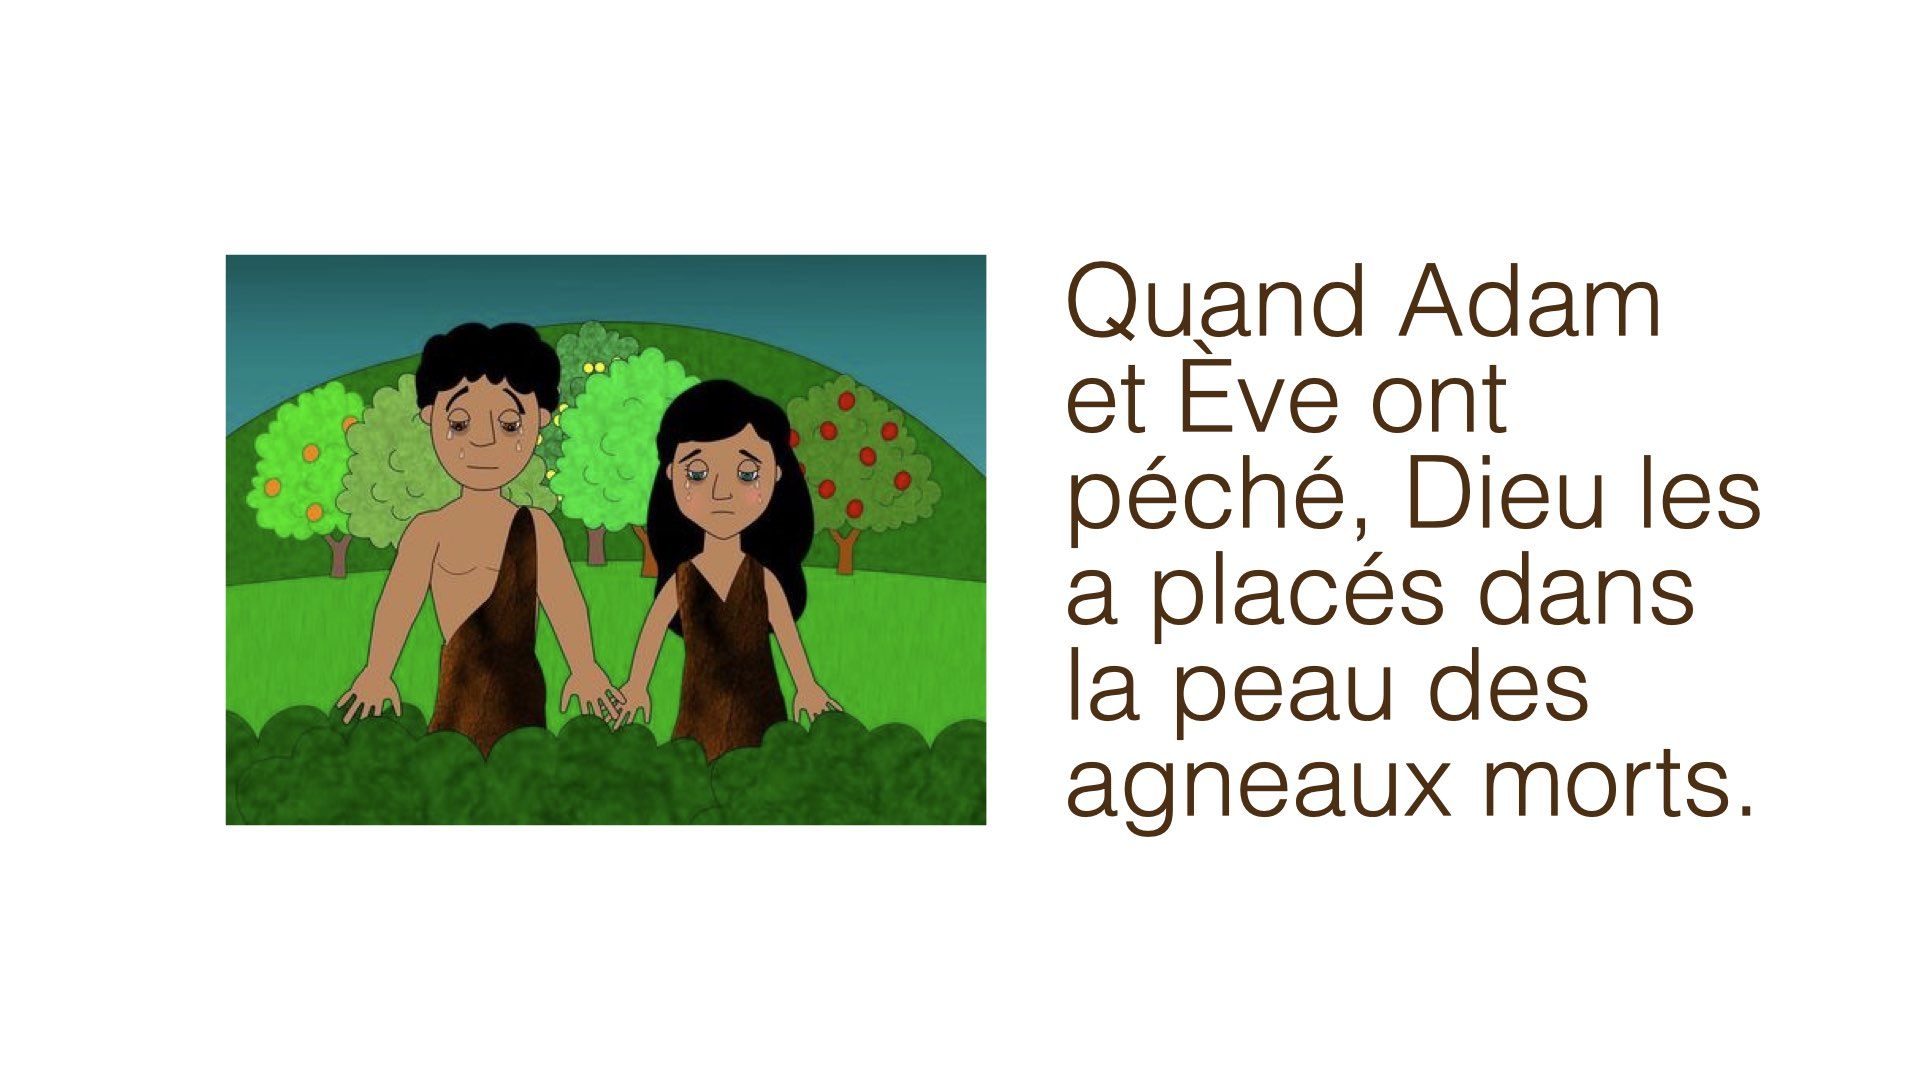 Quand Adam
et Ève ont
péché, Dieu les
a placés dans
la peau des
agneaux morts.